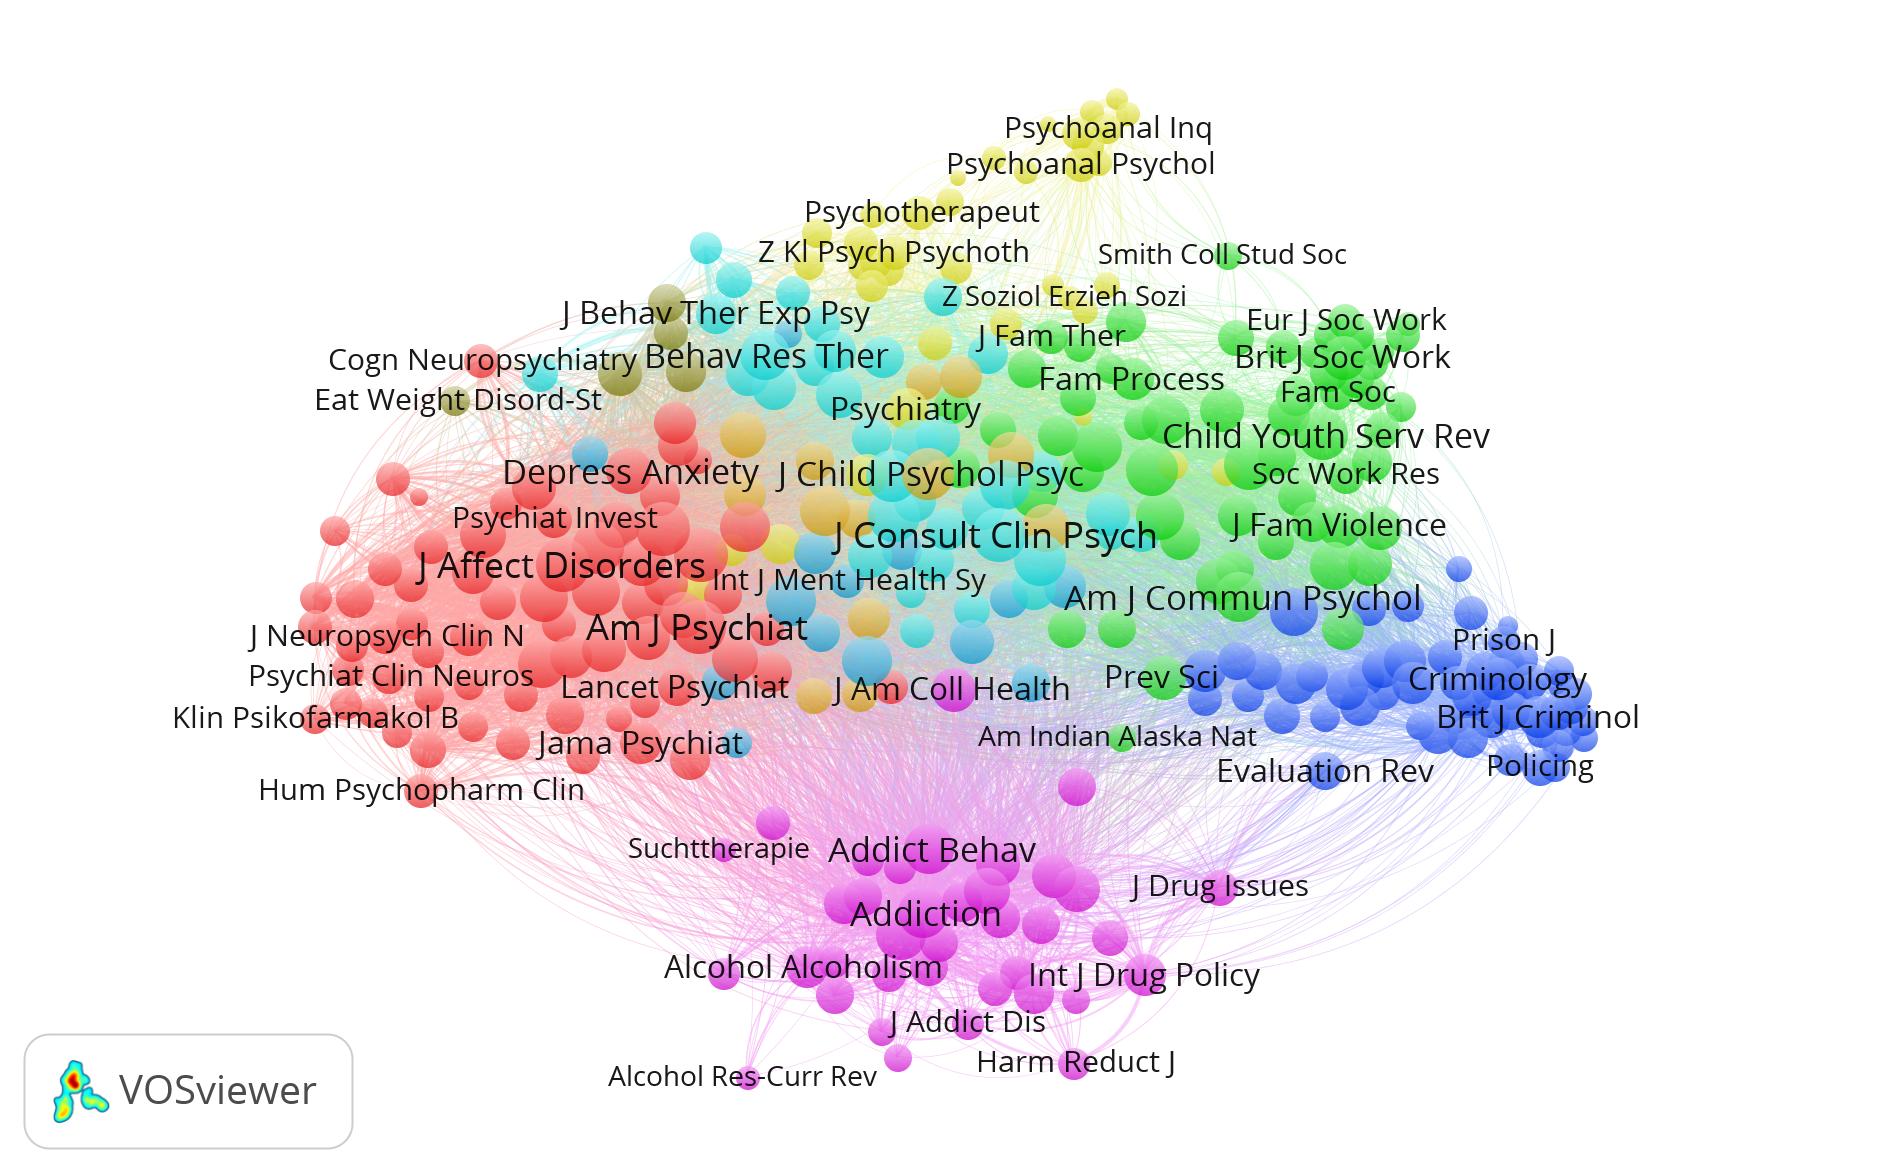 Psychoanal Inq
Psychoanal Psychol
Psychotherapeut
Z Kl Psych Psychoth
Smith Coll Stud Soc
Z Soziol Erzieh Sozi
J Behav Ther Exp Psy
Eur J Soc Work
J Fam Ther
Cogn Neuropsychiatry
Behav Res Ther
Brit J Soc Work
Fam Process
Fam Soc
Eat Weight Disord-St
Psychiatry
Child Youth Serv Rev
Depress Anxiety
J Child Psychol Psyc
Soc Work Res
Psychiat Invest
J Fam Violence
J Consult Clin Psych
J Affect Disorders
Int J Ment Health Sy
Am J Commun Psychol
Am J Psychiat
J Neuropsych Clin N
Prison J
Psychiat Clin Neuros
Lancet Psychiat
J Am Coll Health
Prev Sci
Criminology
Klin Psikofarmakol B
Brit J Criminol
Jama Psychiat
Am Indian Alaska Nat
Evaluation Rev
Policing
Hum Psychopharm Clin
Suchttherapie
Addict Behav
J Drug Issues
Addiction
Alcohol Alcoholism
Int J Drug Policy
J Addict Dis
Harm Reduct J
Alcohol Res-Curr Rev
VOSviewer